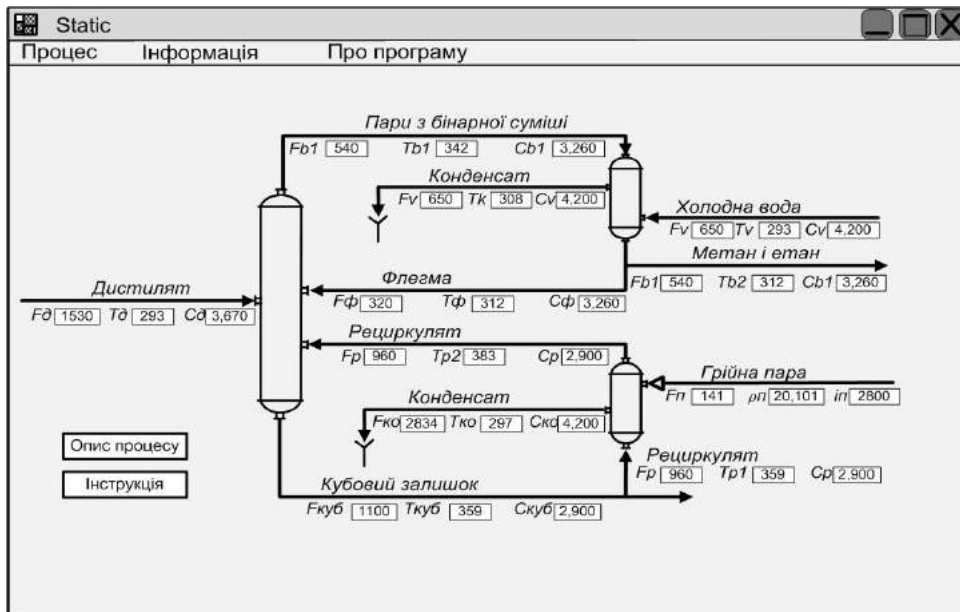 Static
Процес Інформація Про програму
Пари з бінарної суміші
Fb1 540 Tb1 342 Cb1 3,260
Конденсат
Fv 650 Tk 308 Cv 4,200
Холодна вода
Fv 650 Tv 293 Cv 4,200
Метан і етан
Fb1 540 Tb2 312 Cb1 3,260
Флегма
Fф 320 Tф 312 Cф 3,260
Дистилят
Fд 1530 Tд 293 Cд 3,670
Рециркулят
Fр 960 Tр2 383 Cр 2,900
Грійна пара
Fп 141 ρп 20,101 iп 2800
Конденсат
Fко 2834 Tко 297 Cко 4,200
Опис процесу
Інструкція
Рециркулят
Fр 960 Tр1 359 Cр 2,900
Кубовий залишок
Fкуб 1100 Tкуб 359 Cкуб 2,900